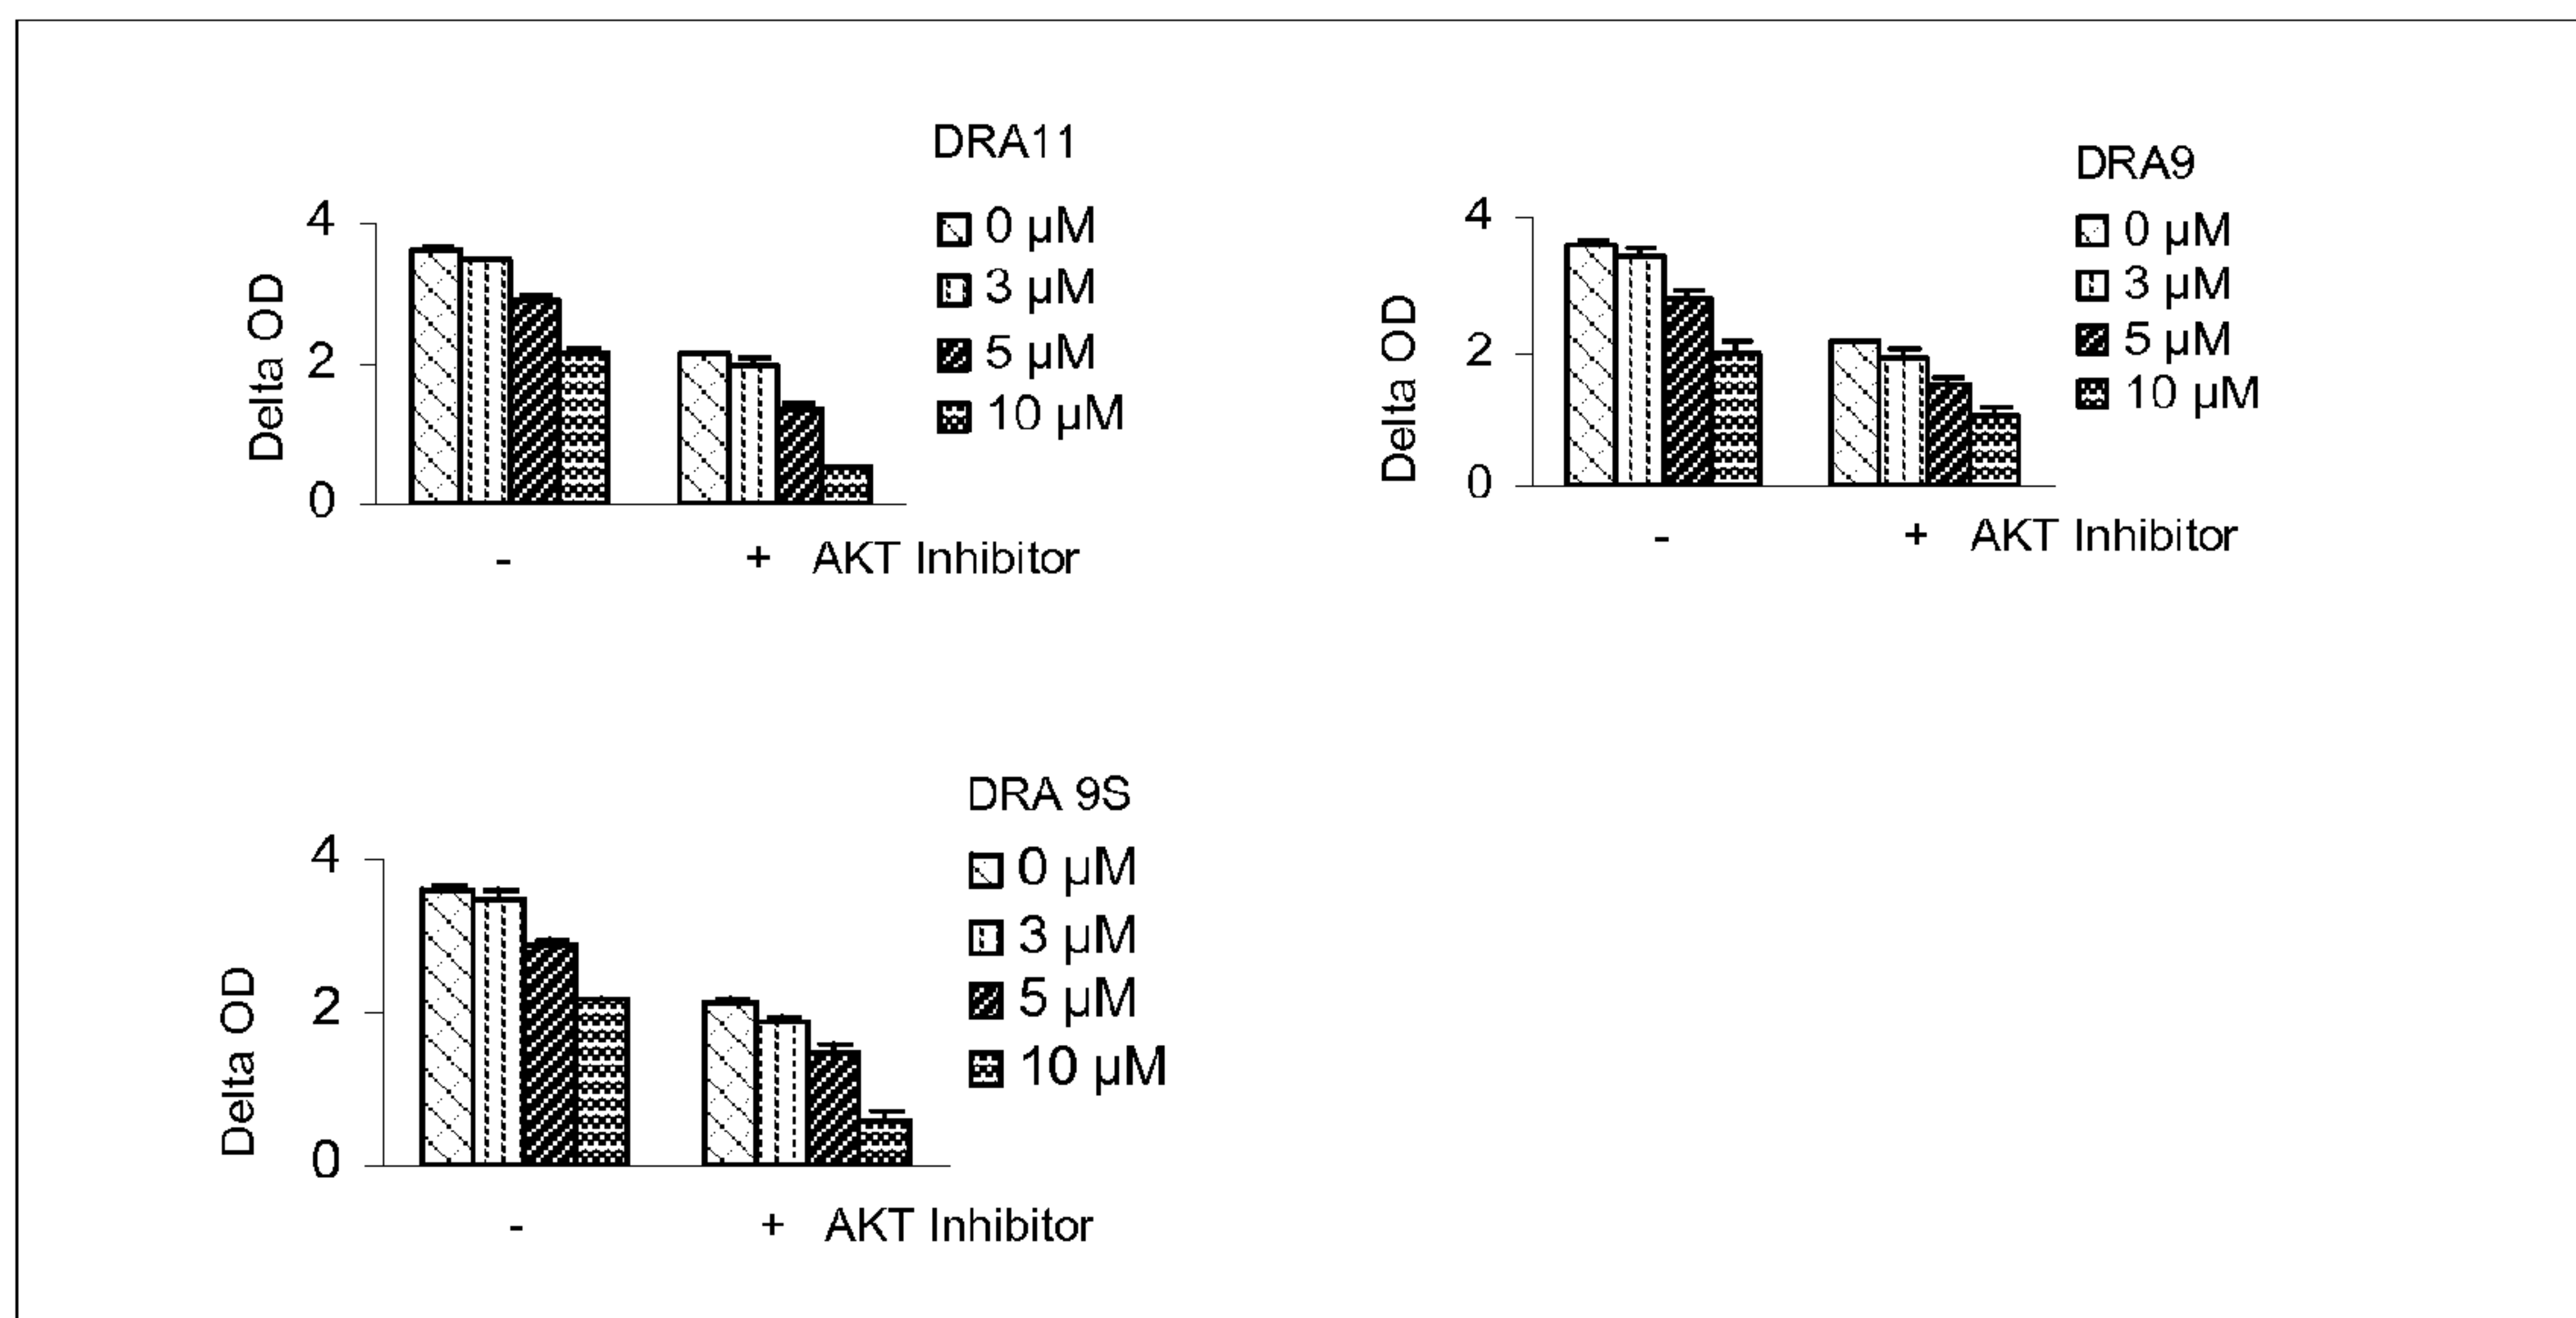 DRA11
4
2
0
Delta OD
0 µM
3 µM
5 µM
10 µM
- + AKT Inhibitor
DRA9
4
2
0
Delta OD
0 µM
3 µM
5 µM
10 µM
- + AKT Inhibitor
DRA 9S
4
2
0
Delta OD
0 µM
3 µM
5 µM
10 µM
- + AKT Inhibitor